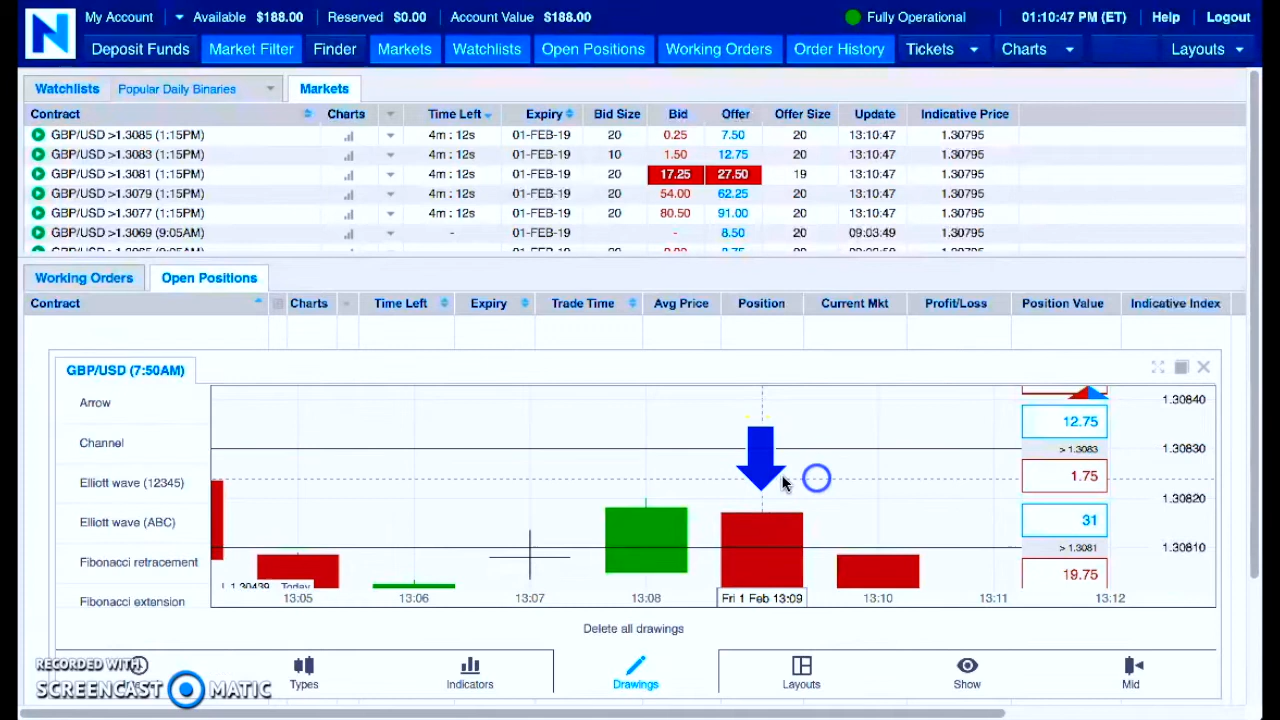 N My Account Available $188.00 Reserved $0.00 Account Value $188.00 Fully Operational 01:10:47 PM (ET) Help Logout
Deposit Funds Market Filter Finder Markets Watchlists Open Positions Working Orders Order History Tickets Charts Layouts
Watchlists Popular Daily Binaries Markets
Contract Charts Time Left Expiry Bid Size Bid Offer Offer Size Update Indicative Price
GBP/USD >1.3085 (1:15PM) 4m : 12s 01-FEB-19 20 0.25 7.50 20 13:10:47 1.30795
GBP/USD >1.3083 (1:15PM) 4m : 12s 01-FEB-19 10 1.50 12.75 20 13:10:47 1.30795
GBP/USD >1.3081 (1:15PM) 4m : 12s 01-FEB-19 20 17.25 27.50 19 13:10:47 1.30795
GBP/USD >1.3079 (1:15PM) 4m : 12s 01-FEB-19 20 54.00 62.25 20 13:10:47 1.30795
GBP/USD >1.3077 (1:15PM) 4m : 12s 01-FEB-19 20 80.50 91.00 20 13:10:47 1.30795
GBP/USD >1.3069 (9:05AM) - 01-FEB-19 - 8.50 20 09:03:49 1.30795
Working Orders Open Positions
Contract Charts Time Left Expiry Trade Time Avg Price Position Current Mkt Profit/Loss Position Value Indicative Index
GBP/USD (7:50AM)
Arrow
Channel
Elliott wave (12345)
Elliott wave (ABC)
Fibonacci retracement
Fibonacci extension
1.30840
12.75
> 1.3083 1.30830
1.75
1.30820
31
> 1.3081 1.30810
19.75
L 1.30439 Today
13:05 13:06 13:07 13:08 Fri 1 Feb 13:09 13:10 13:11 13:12
Delete all drawings
Types Indicators Drawings Layouts Show Mid
RECORDED WITH
SCREENCAST MATIC